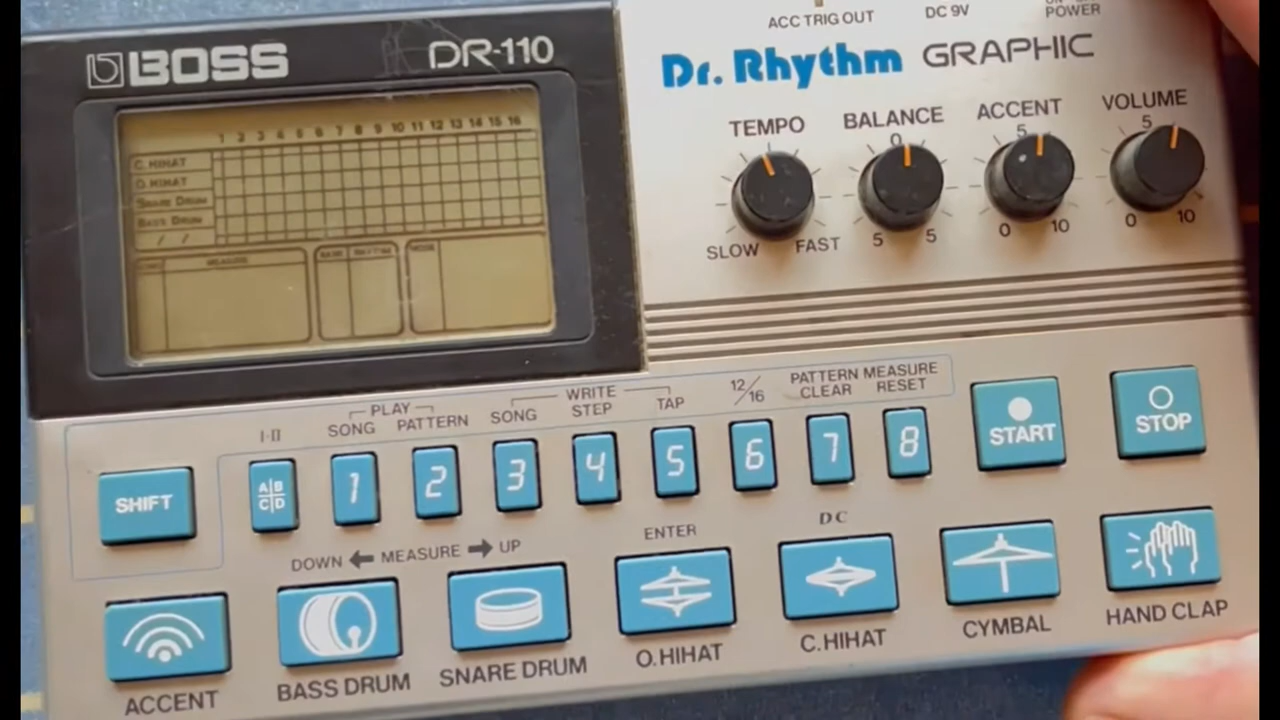 ACC TRIG OUT
DC 9V
POWER
BOSS
DR-110
Dr. Rhythm GRAPHIC
TEMPO
BALANCE
ACCENT
VOLUME
0
5
5
SLOW
FAST
5
5
0
10
0
10
1 2 3 4 5 6 7 8 9 10 11 12 13 14 15 16
C. HIHAT
O. HIHAT
SNARE DRUM
BASS DRUM
MEASURE
MODE
I·II
PLAY
SONG
PATTERN
WRITE
SONG
STEP
TAP
12/16
PATTERN CLEAR
MEASURE RESET
SHIFT
A B
C D
1
2
3
4
5
6
7
8
START
STOP
DOWN MEASURE UP
ENTER
DC
ACCENT
BASS DRUM
SNARE DRUM
O.HIHAT
C.HIHAT
CYMBAL
HAND CLAP